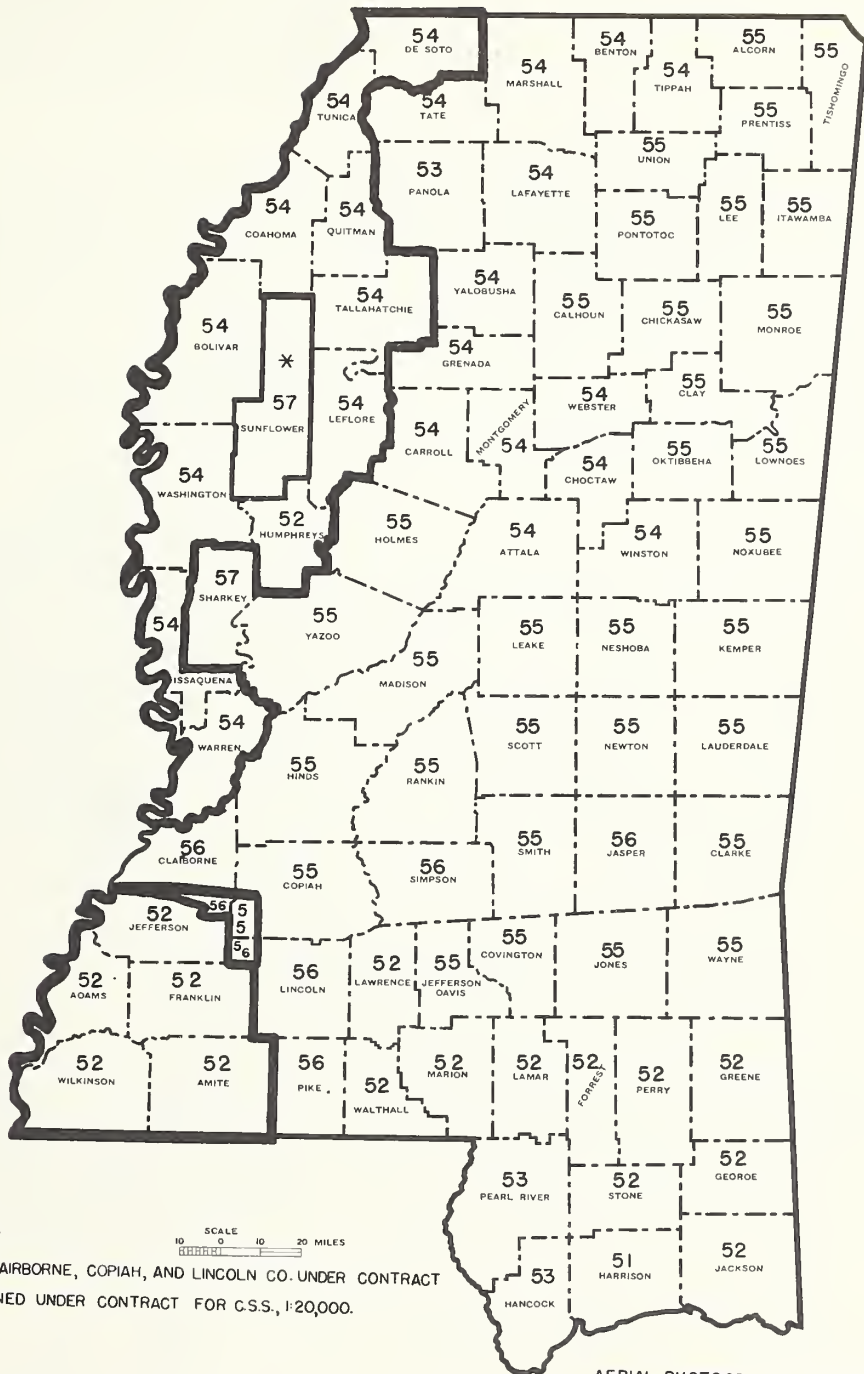 54
DE SOTO
54
MARSHALL
54
BENTON
54
TIPPAH
55
ALCORN
55
TISHOMINGO
54
TUNICA
54
TATE
55
PRENTISS
55
UNION
53
PANOLA
54
LAFAYETTE
55
PONTOTOC
55
LEE
55
ITAWAMBA
54
COAHOMA
54
QUITMAN
54
TALLAHATCHIE
54
YALOBUSHA
55
CALHOUN
55
CHICKASAW
55
MONROE
54
BOLIVAR
*
57
SUNFLOWER
54
LEFLORE
54
GRENADA
54
CARROLL
MONTGOMERY
54
54
WEBSTER
55
CLAY
54
CHOCTAW
55
OKTIBBEHA
55
LOWNOES
54
WASHINGTON
52
HUMPHREYS
55
HOLMES
54
ATTALA
54
WINSTON
55
NOXUBEE
57
SHARKEY
54
ISSAQUENA
55
YAZOO
55
MADISON
55
LEAKE
55
NESHOBA
55
KEMPER
54
WARREN
55
HINDS
55
RANKIN
55
SCOTT
55
NEWTON
55
LAUDERDALE
56
CLAIBORNE
55
COPIAH
56
SIMPSON
55
SMITH
56
JASPER
55
CLARKE
52
JEFFERSON
56
5
5
56
52
AOAMS
52
FRANKLIN
56
LINCOLN
52
LAWRENCE
55
JEFFERSON
OAVIS
55
COVINGTON
55
JONES
55
WAYNE
52
WILKINSON
52
AMITE
56
PIKE
52
WALTHALL
52
MARION
52
LAMAR
52
FORREST
52
PERRY
52
GREENE
53
PEARL RIVER
52
STONE
52
GEOROE
53
HANCOCK
51
HARRISON
52
JACKSON
SCALE
10 0 10 20 MILES
AIRBORNE, COPIAH, AND LINCOLN CO. UNDER CONTRACT
NED UNDER CONTRACT FOR C.S.S., 1:20,000.